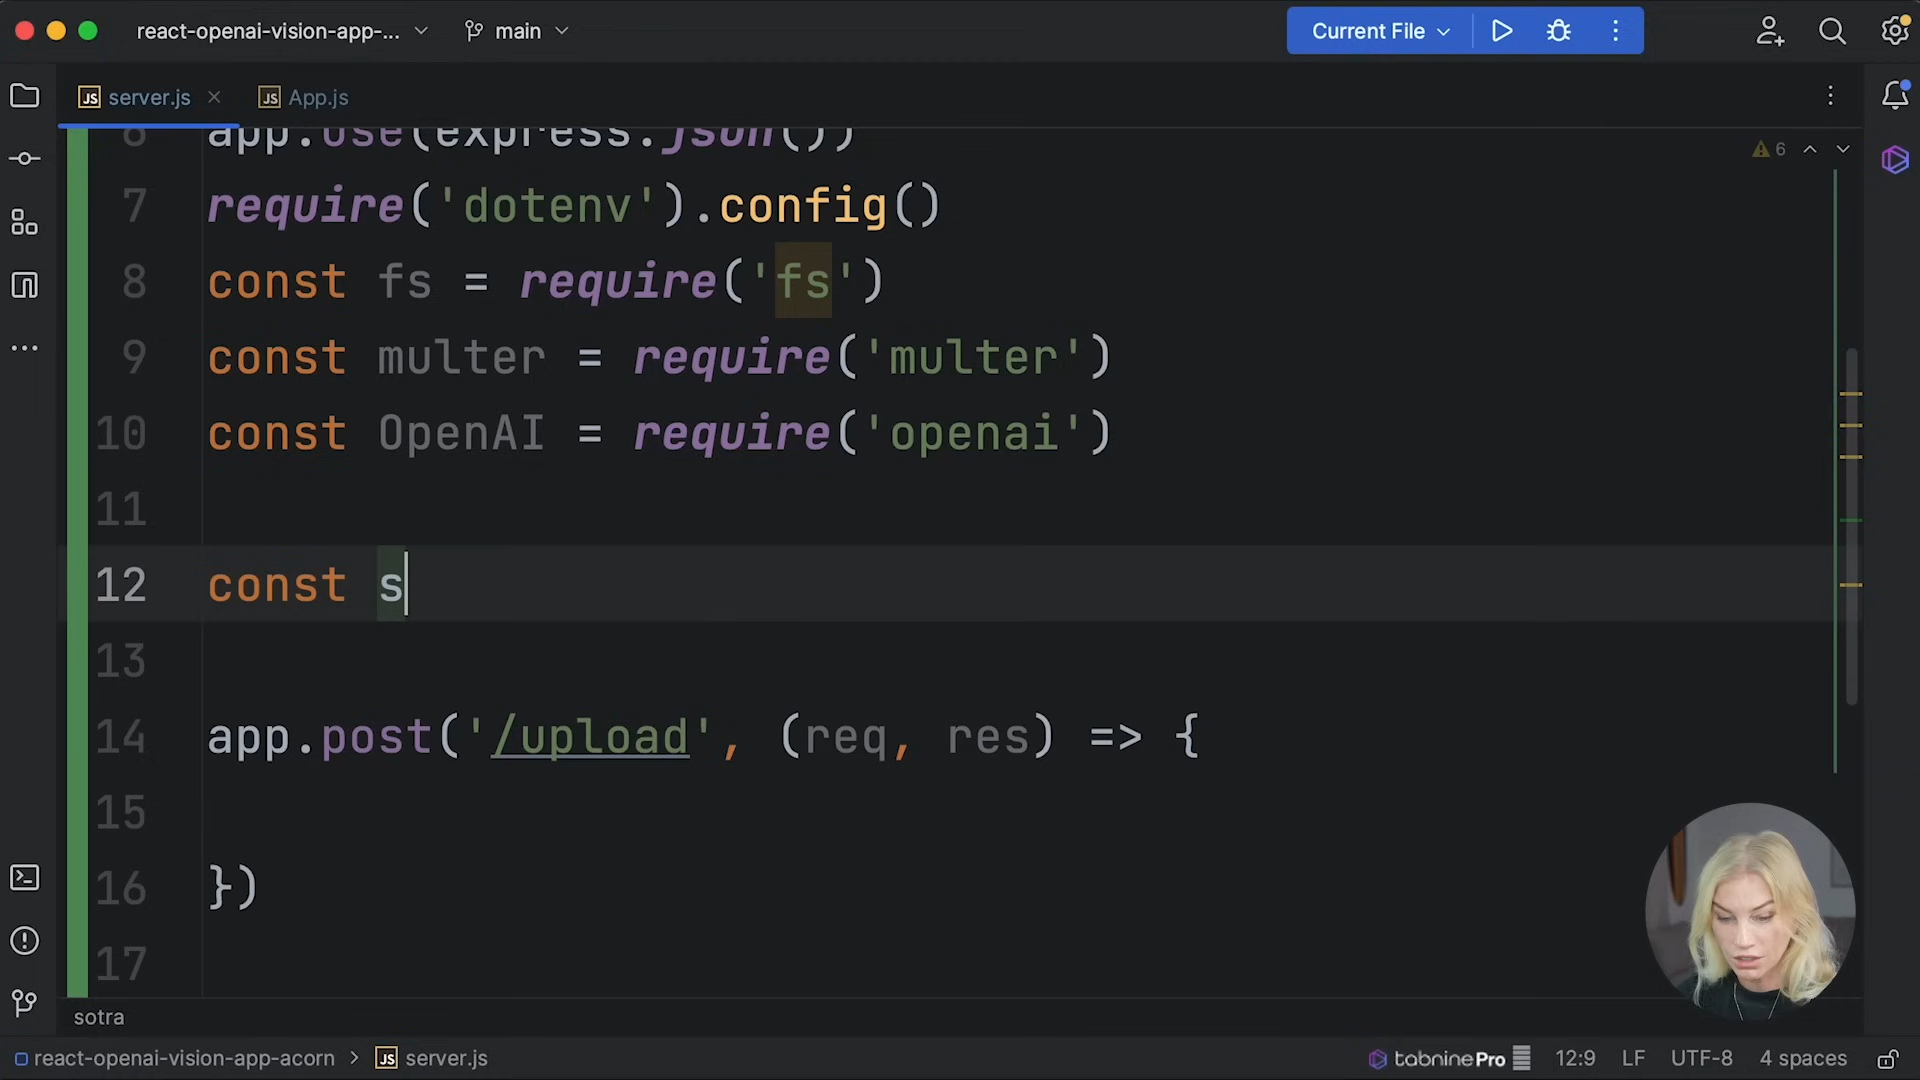 react-openai-vision-app-...
main
Current File
JS server.js
JS App.js
6 app.use(express.json())
6
7 require('dotenv').config()
8 const fs = require('fs')
9 const multer = require('multer')
10 const OpenAI = require('openai')
11
12 const s
13
14 app.post('/upload', (req, res) => {
15
16 })
17
sotra
react-openai-vision-app-acorn > JS server.js
tabnine Pro 12:9 LF UTF-8 4 spaces